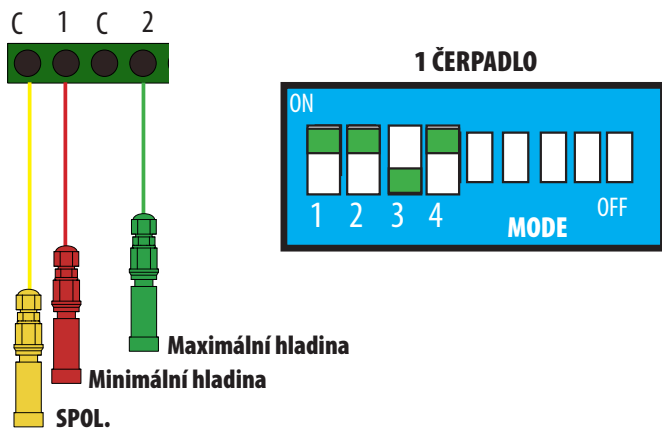 C 1 C 2
1 ČERPADLO
ON
1 2 3 4
OFF
MODE
Maximální hladina
Minimální hladina
SPOL.